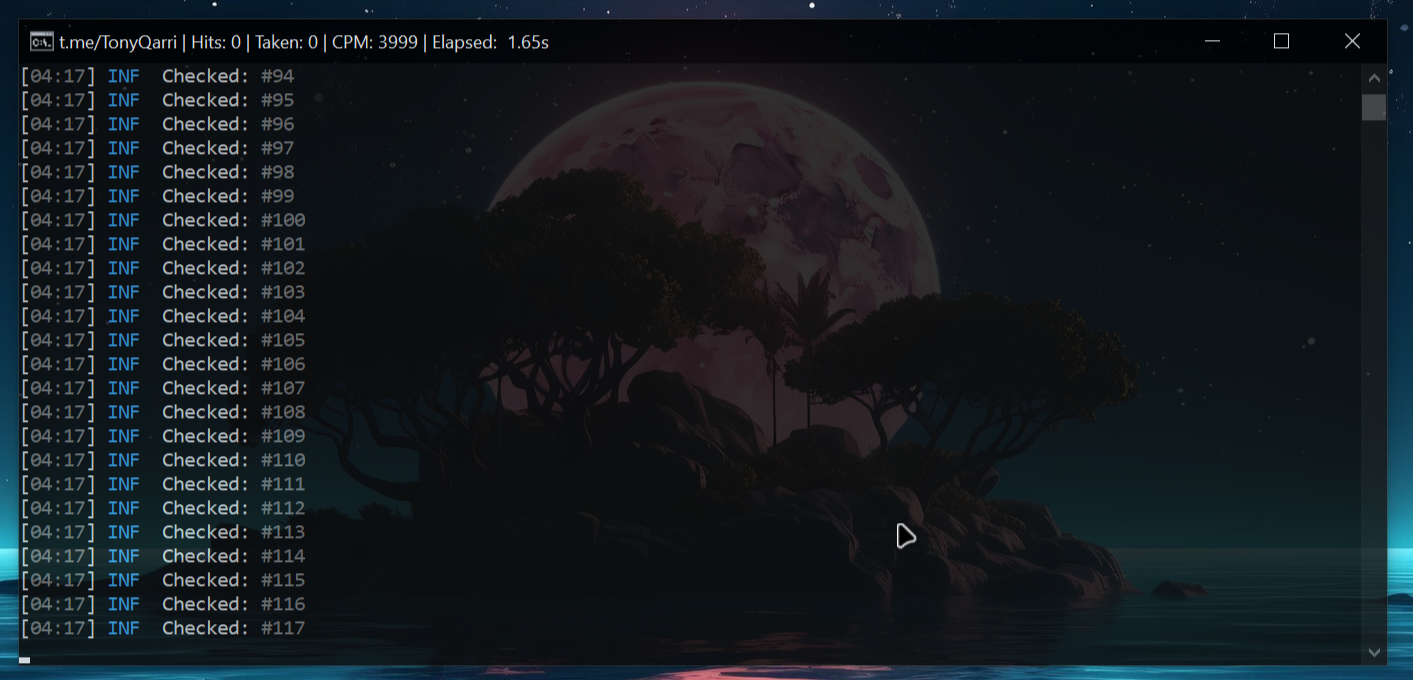 t.me/TonyQarri | Hits: 0 | Taken: 0 | CPM: 3999 | Elapsed: 1.65s
[04:17] INF Checked: #94
[04:17] INF Checked: #95
[04:17] INF Checked: #96
[04:17] INF Checked: #97
[04:17] INF Checked: #98
[04:17] INF Checked: #99
[04:17] INF Checked: #100
[04:17] INF Checked: #101
[04:17] INF Checked: #102
[04:17] INF Checked: #103
[04:17] INF Checked: #104
[04:17] INF Checked: #105
[04:17] INF Checked: #106
[04:17] INF Checked: #107
[04:17] INF Checked: #108
[04:17] INF Checked: #109
[04:17] INF Checked: #110
[04:17] INF Checked: #111
[04:17] INF Checked: #112
[04:17] INF Checked: #113
[04:17] INF Checked: #114
[04:17] INF Checked: #115
[04:17] INF Checked: #116
[04:17] INF Checked: #117